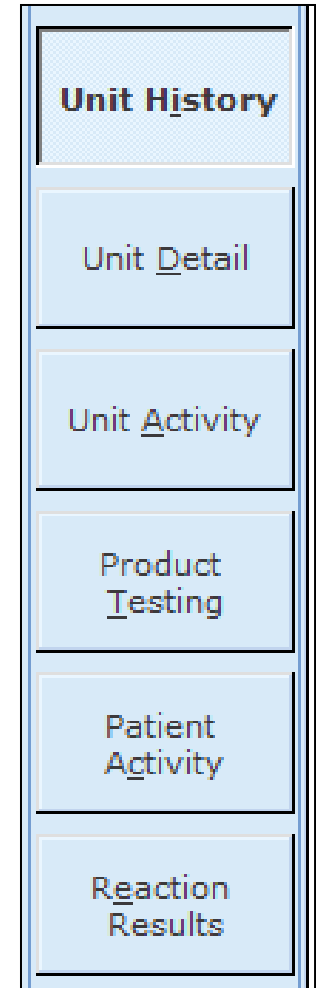 Unit History
Unit Detail
Unit Activity
Product
Testing
Patient
Activity
Reaction
Results